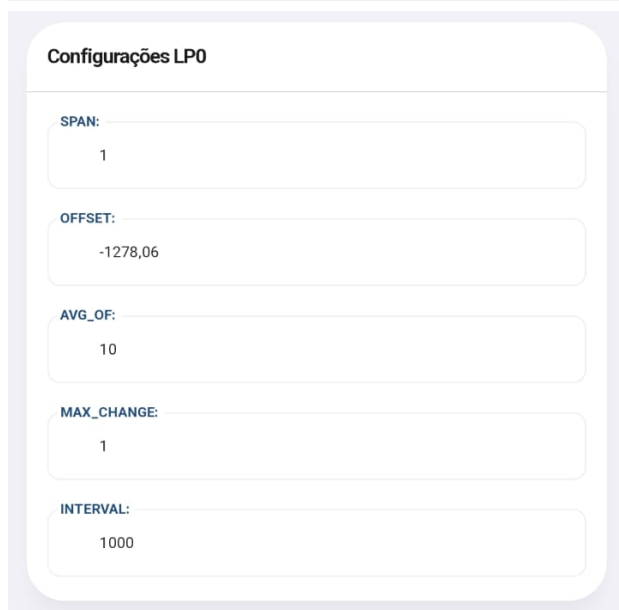 Configurações LP0
SPAN:
1
OFFSET:
-1278,06
AVG_OF:
10
MAX_CHANGE:
1
INTERVAL:
1000